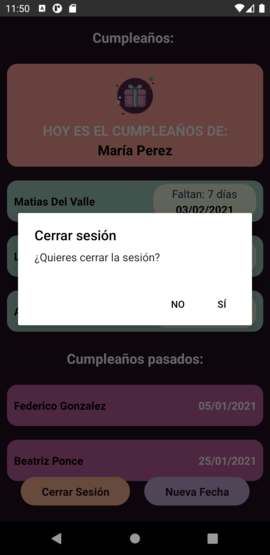 11:50
Cumpleaños:
HOY ES EL CUMPLEAÑOS DE:
María Perez
Matias Del Valle
Faltan: 7 días
03/02/2021
Cerrar sesión
¿Quieres cerrar la sesión?
NO
SÍ
Cumpleaños pasados:
Federico Gonzalez
05/01/2021
Beatriz Ponce
25/01/2021
Cerrar Sesión
Nueva Fecha